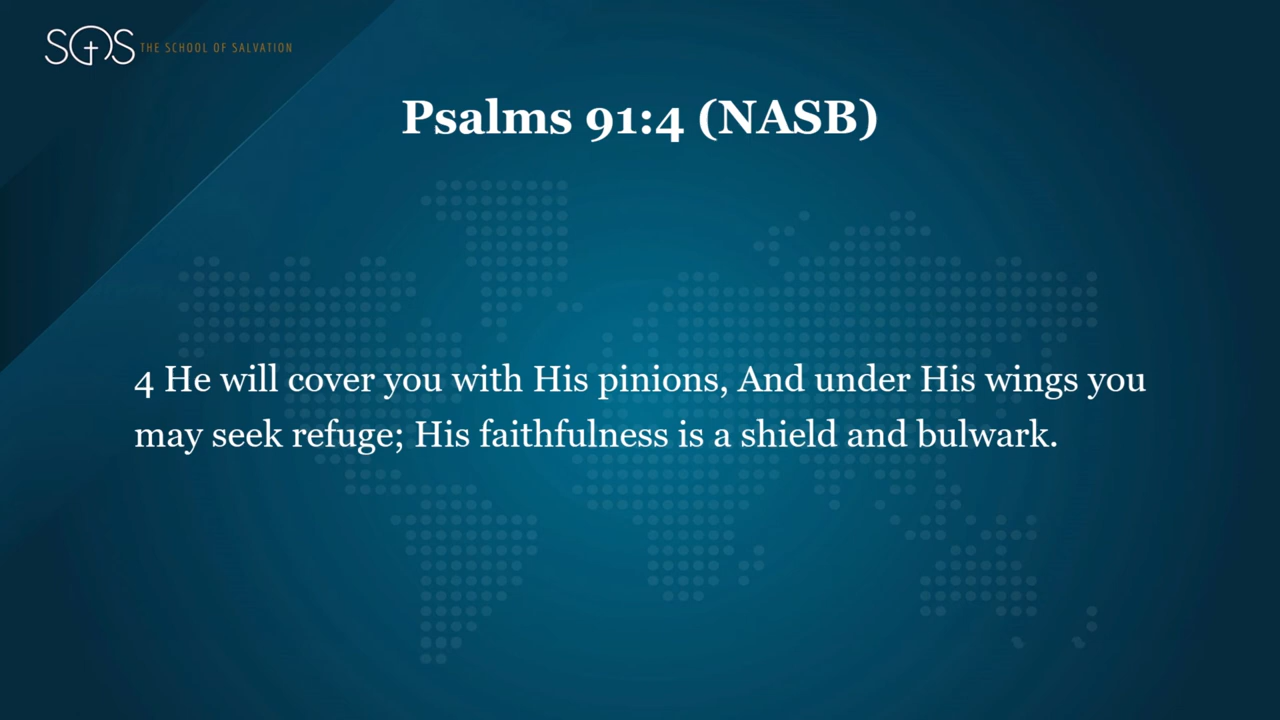 SOS THE SCHOOL OF SALVATION
Psalms 91:4 (NASB)
4 He will cover you with His pinions, And under His wings you
may seek refuge; His faithfulness is a shield and bulwark.